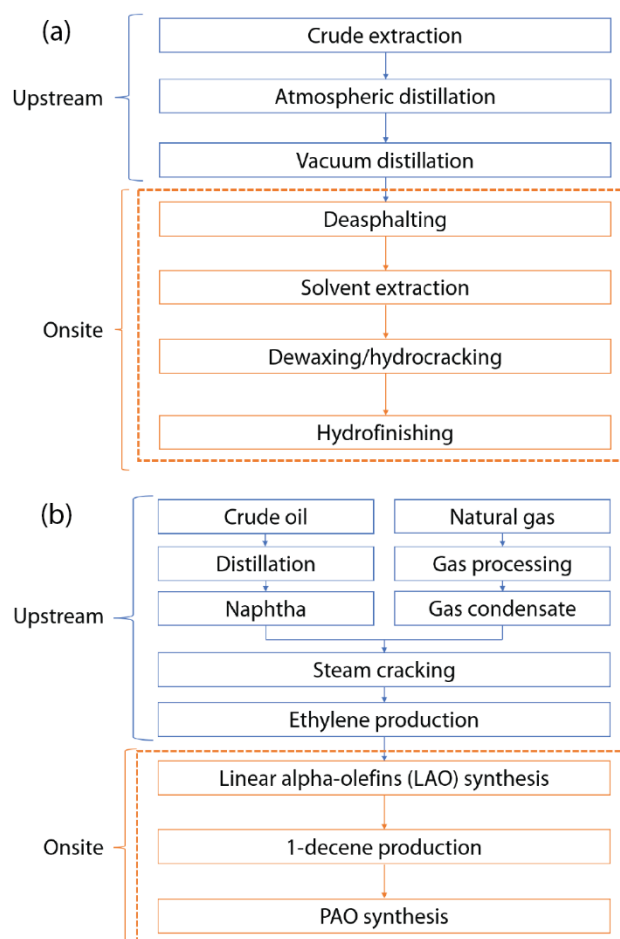 (a)
Crude extraction
Upstream
Atmospheric distillation
Vacuum distillation
Deasphalting
Solvent extraction
Onsite
Dewaxing/hydrocracking
Hydrofinishing
(b)
Crude oil
Natural gas
Distillation
Gas processing
Upstream
Naphtha
Gas condensate
Steam cracking
Ethylene production
Linear alpha-olefins (LAO) synthesis
Onsite
1-decene production
PAO synthesis